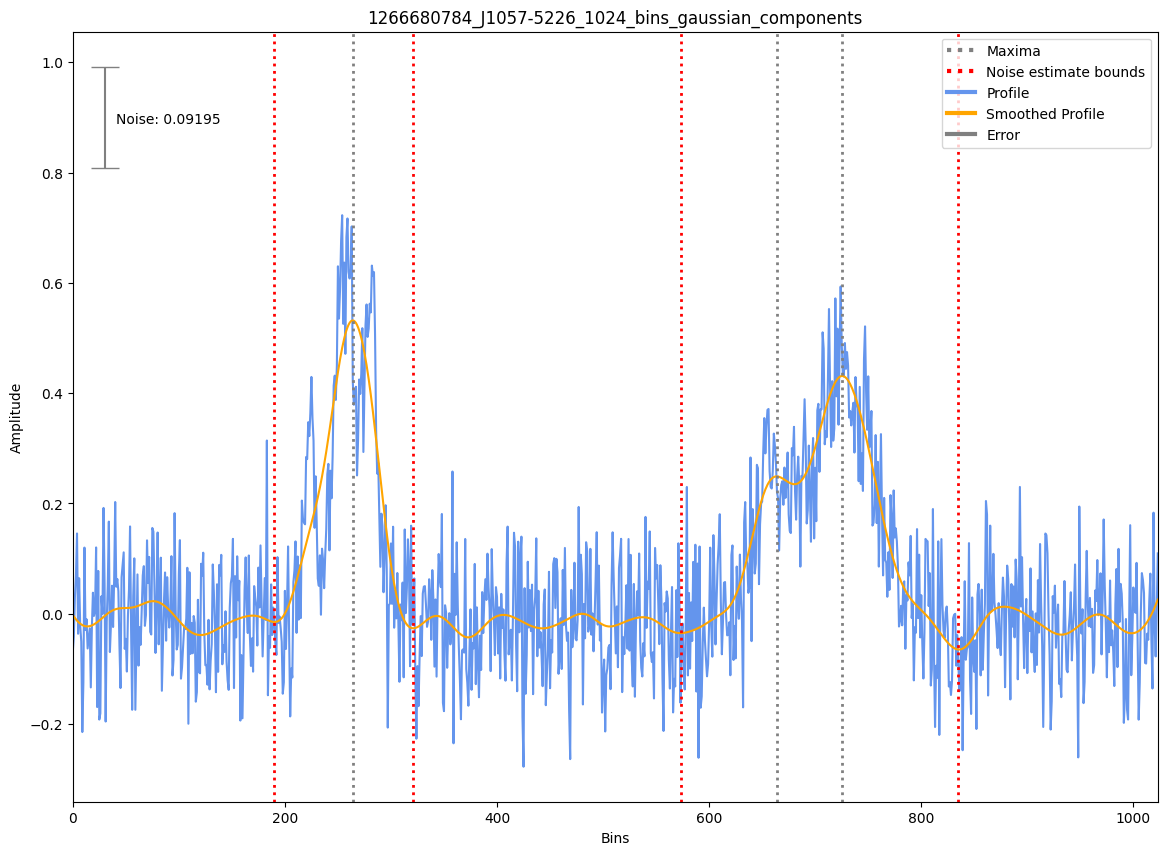 1266680784_J1057-5226_1024_bins_gaussian_components
Maxima
Noise estimate bounds
Profile
Smoothed Profile
Error
Noise: 0.09195
1.0
0.8
0.6
0.4
0.2
0.0
−0.2
Amplitude
0 200 400 600 800 1000
Bins